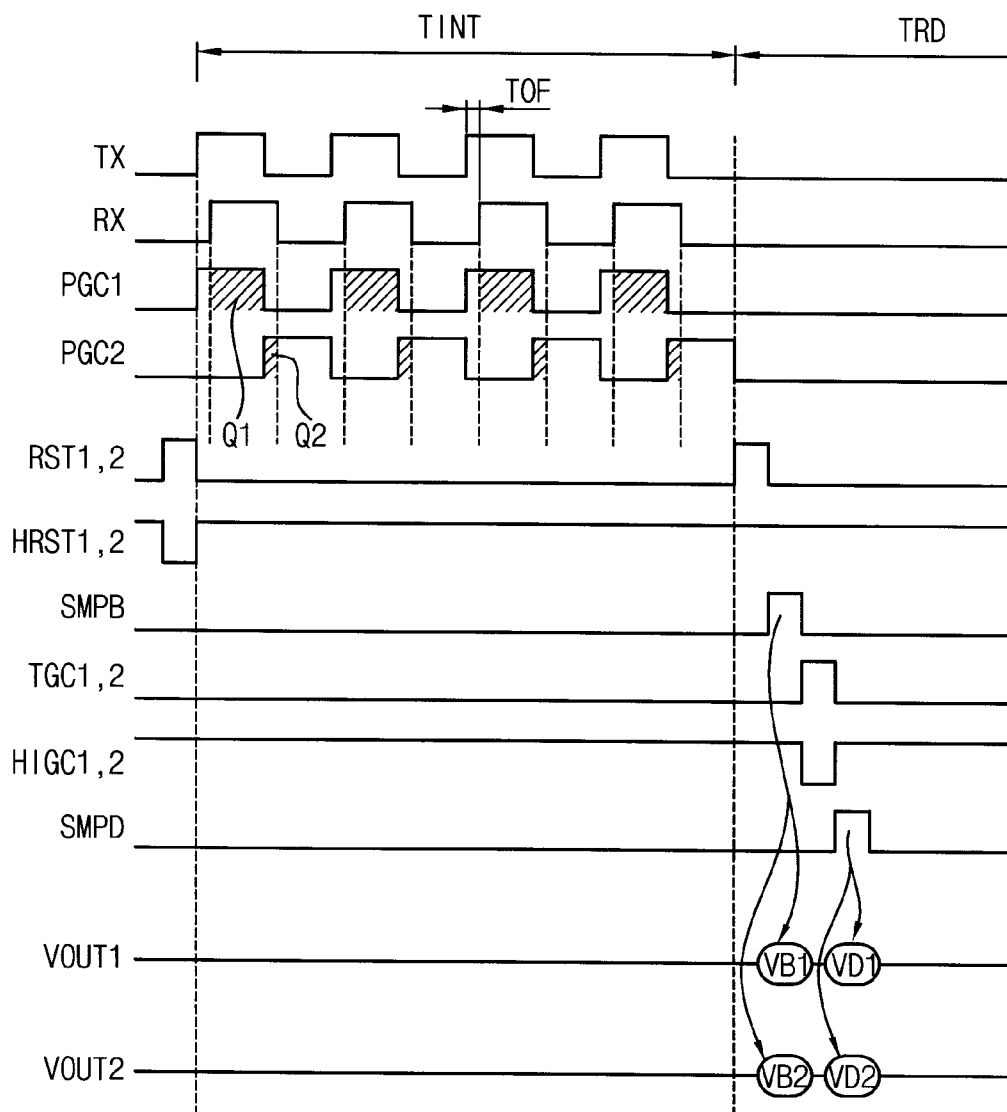 TINT
TRD
TOF
TX
RX
PGC1
PGC2
Q1
Q2
RST1,2
HRST1,2
SMPB
TGC1,2
HIGC1,2
SMPD
VOUT1
VB1
VD1
VOUT2
VB2
VD2